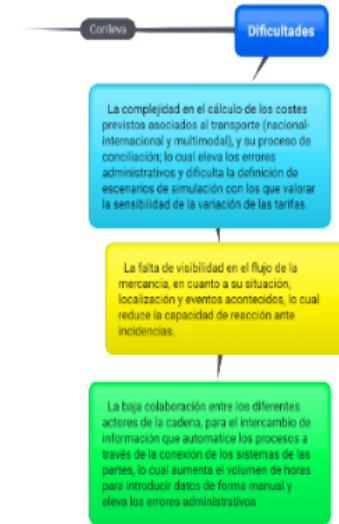 Conlleva
Dificultades
La complejidad en el cálculo de los costes
previstos asociados al transporte (nacional-
internacional y multimodal), y su proceso de
conciliación; lo cual eleva los errores
administrativos y dificulta la definición de
escenarios de simulación con los que valorar
la sensibilidad de la variación de las tarifas.
La falta de visibilidad en el flujo de la
mercancía, en cuanto a su situación,
localización y eventos acontecidos, lo cual
reduce la capacidad de reacción ante
incidencias.
La baja colaboración entre los diferentes
actores de la cadena, para el intercambio de
información que automatice los procesos a
través de la conexión de los sistemas de las
partes, lo cual aumenta el volumen de horas
para introducir datos de forma manual y
eleva los errores administrativos